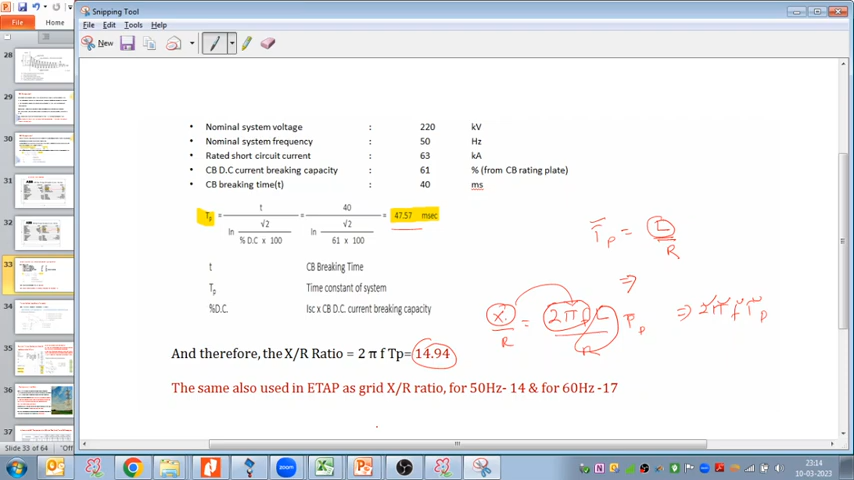 Snipping Tool
File Home
File Edit Tools Help
New
28
29
30
31
32
33
34
35
36
37
• Nominal system voltage : 220 kV
• Nominal system frequency : 50 Hz
• Rated short circuit current : 63 kA
• CB D.C current breaking capacity : 61 % (from CB rating plate)
• CB breaking time(t) : 40 ms
t 40
Tp = = = 47.57 msec
√2 √2
ln ln
% D.C x 100 61 x 100
t CB Breaking Time
Tp Time constant of system
%D.C. Isc x CB D.C. current breaking capacity
Tp = L
R
⇒
X = 2πf L Tp ⇒ 2πf Tp
R R
And therefore, the X/R Ratio = 2 π f Tp= 14.94
The same also used in ETAP as grid X/R ratio, for 50Hz- 14 & for 60Hz -17
Slide 33 of 64 "Off
23:14
10-03-2023